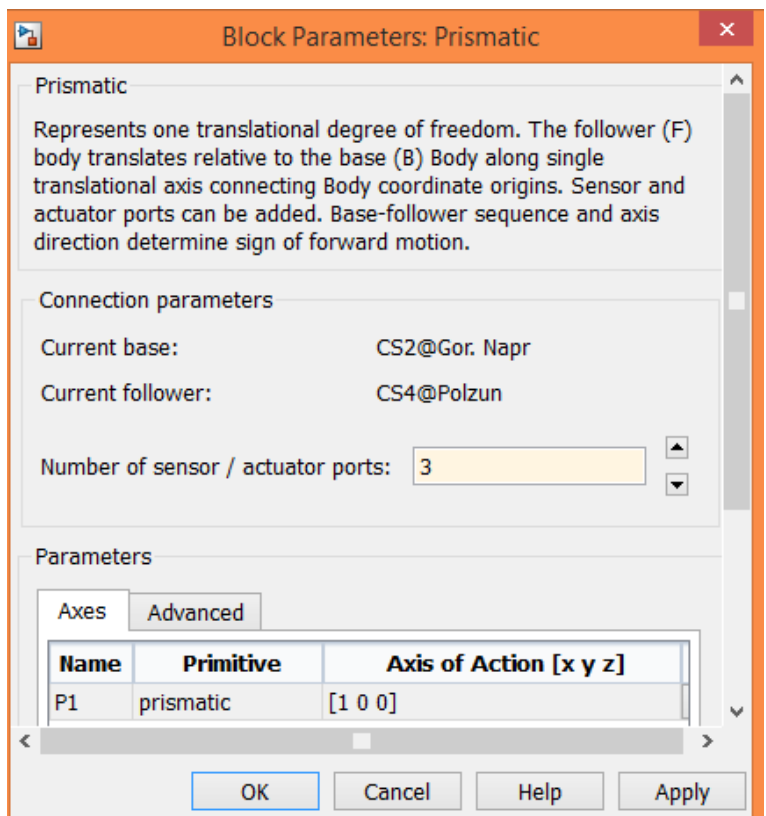 Block Parameters: Prismatic
Prismatic
Represents one translational degree of freedom. The follower (F)
body translates relative to the base (B) Body along single
translational axis connecting Body coordinate origins. Sensor and
actuator ports can be added. Base-follower sequence and axis
direction determine sign of forward motion.
Connection parameters
Current base: CS2@Gor. Napr
Current follower: CS4@Polzun
Number of sensor / actuator ports: 3
Parameters
Axes Advanced
Name Primitive Axis of Action [x y z]
P1 prismatic [1 0 0]
OK Cancel Help Apply